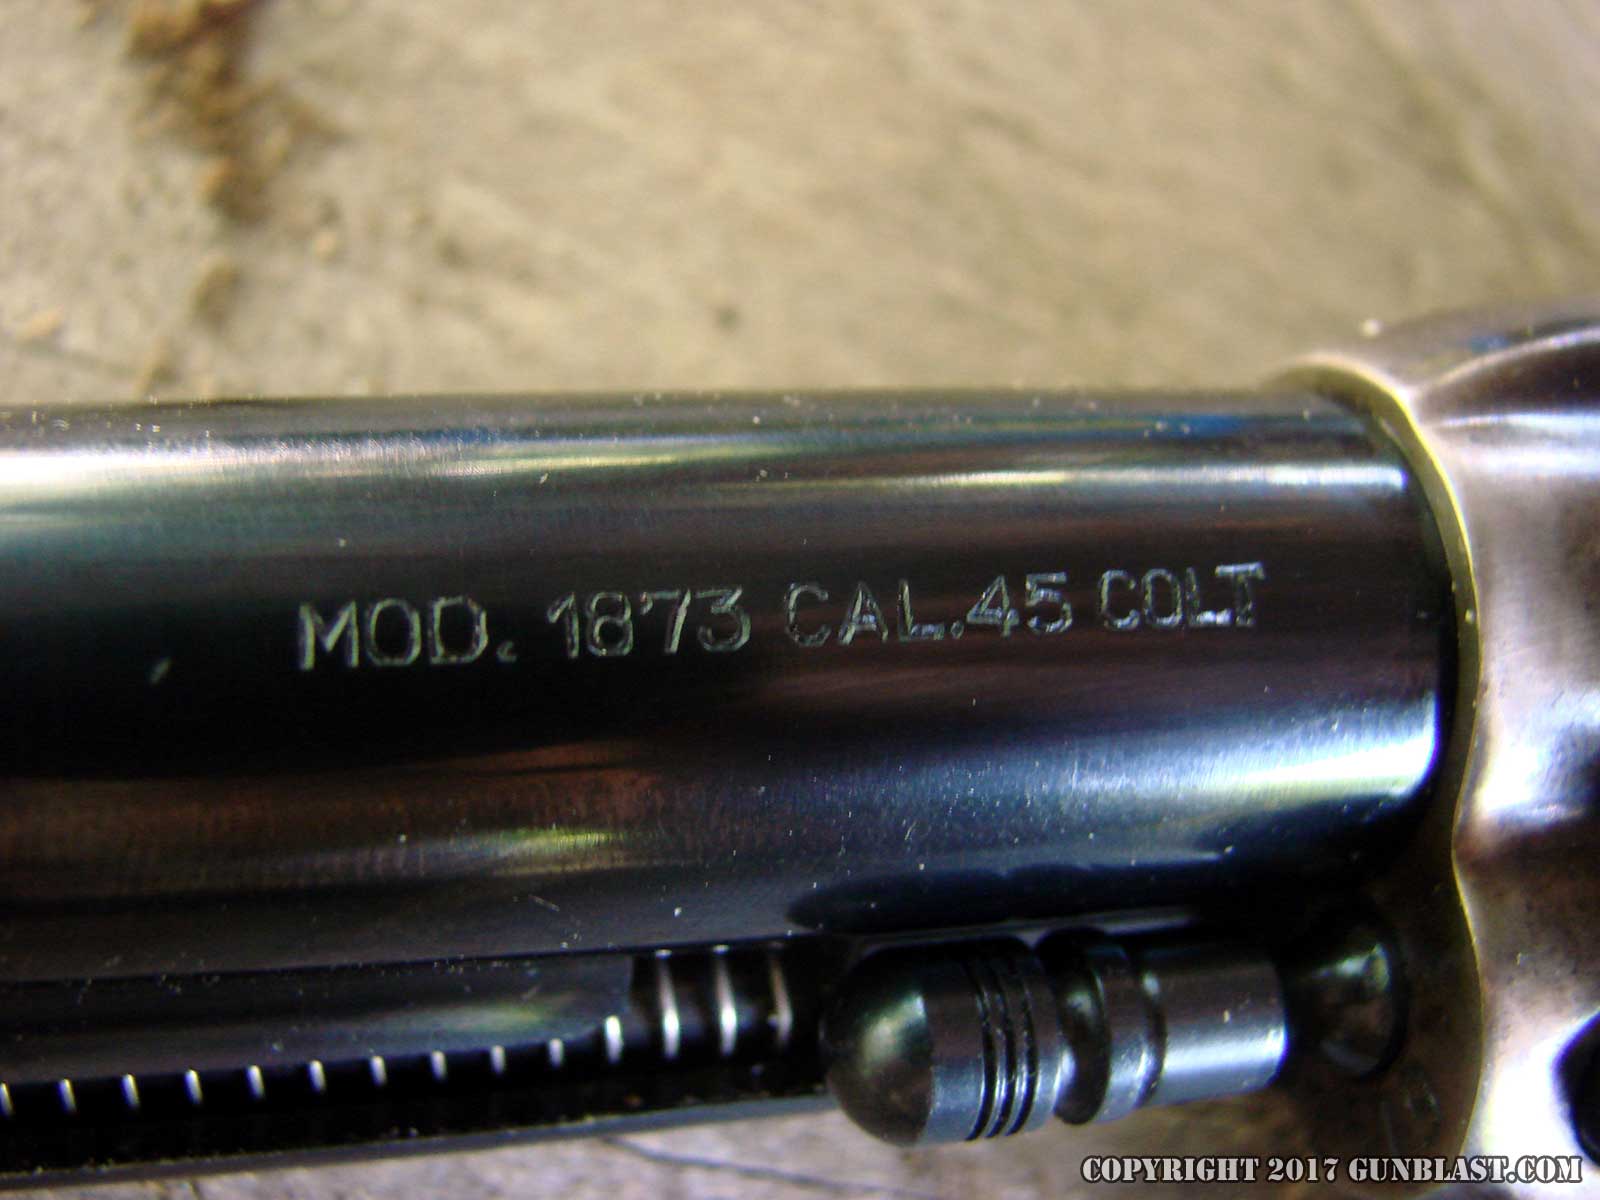 MOD. 1873 CAL.45 COLT
COPYRIGHT 2017 GUNBLAST.COM